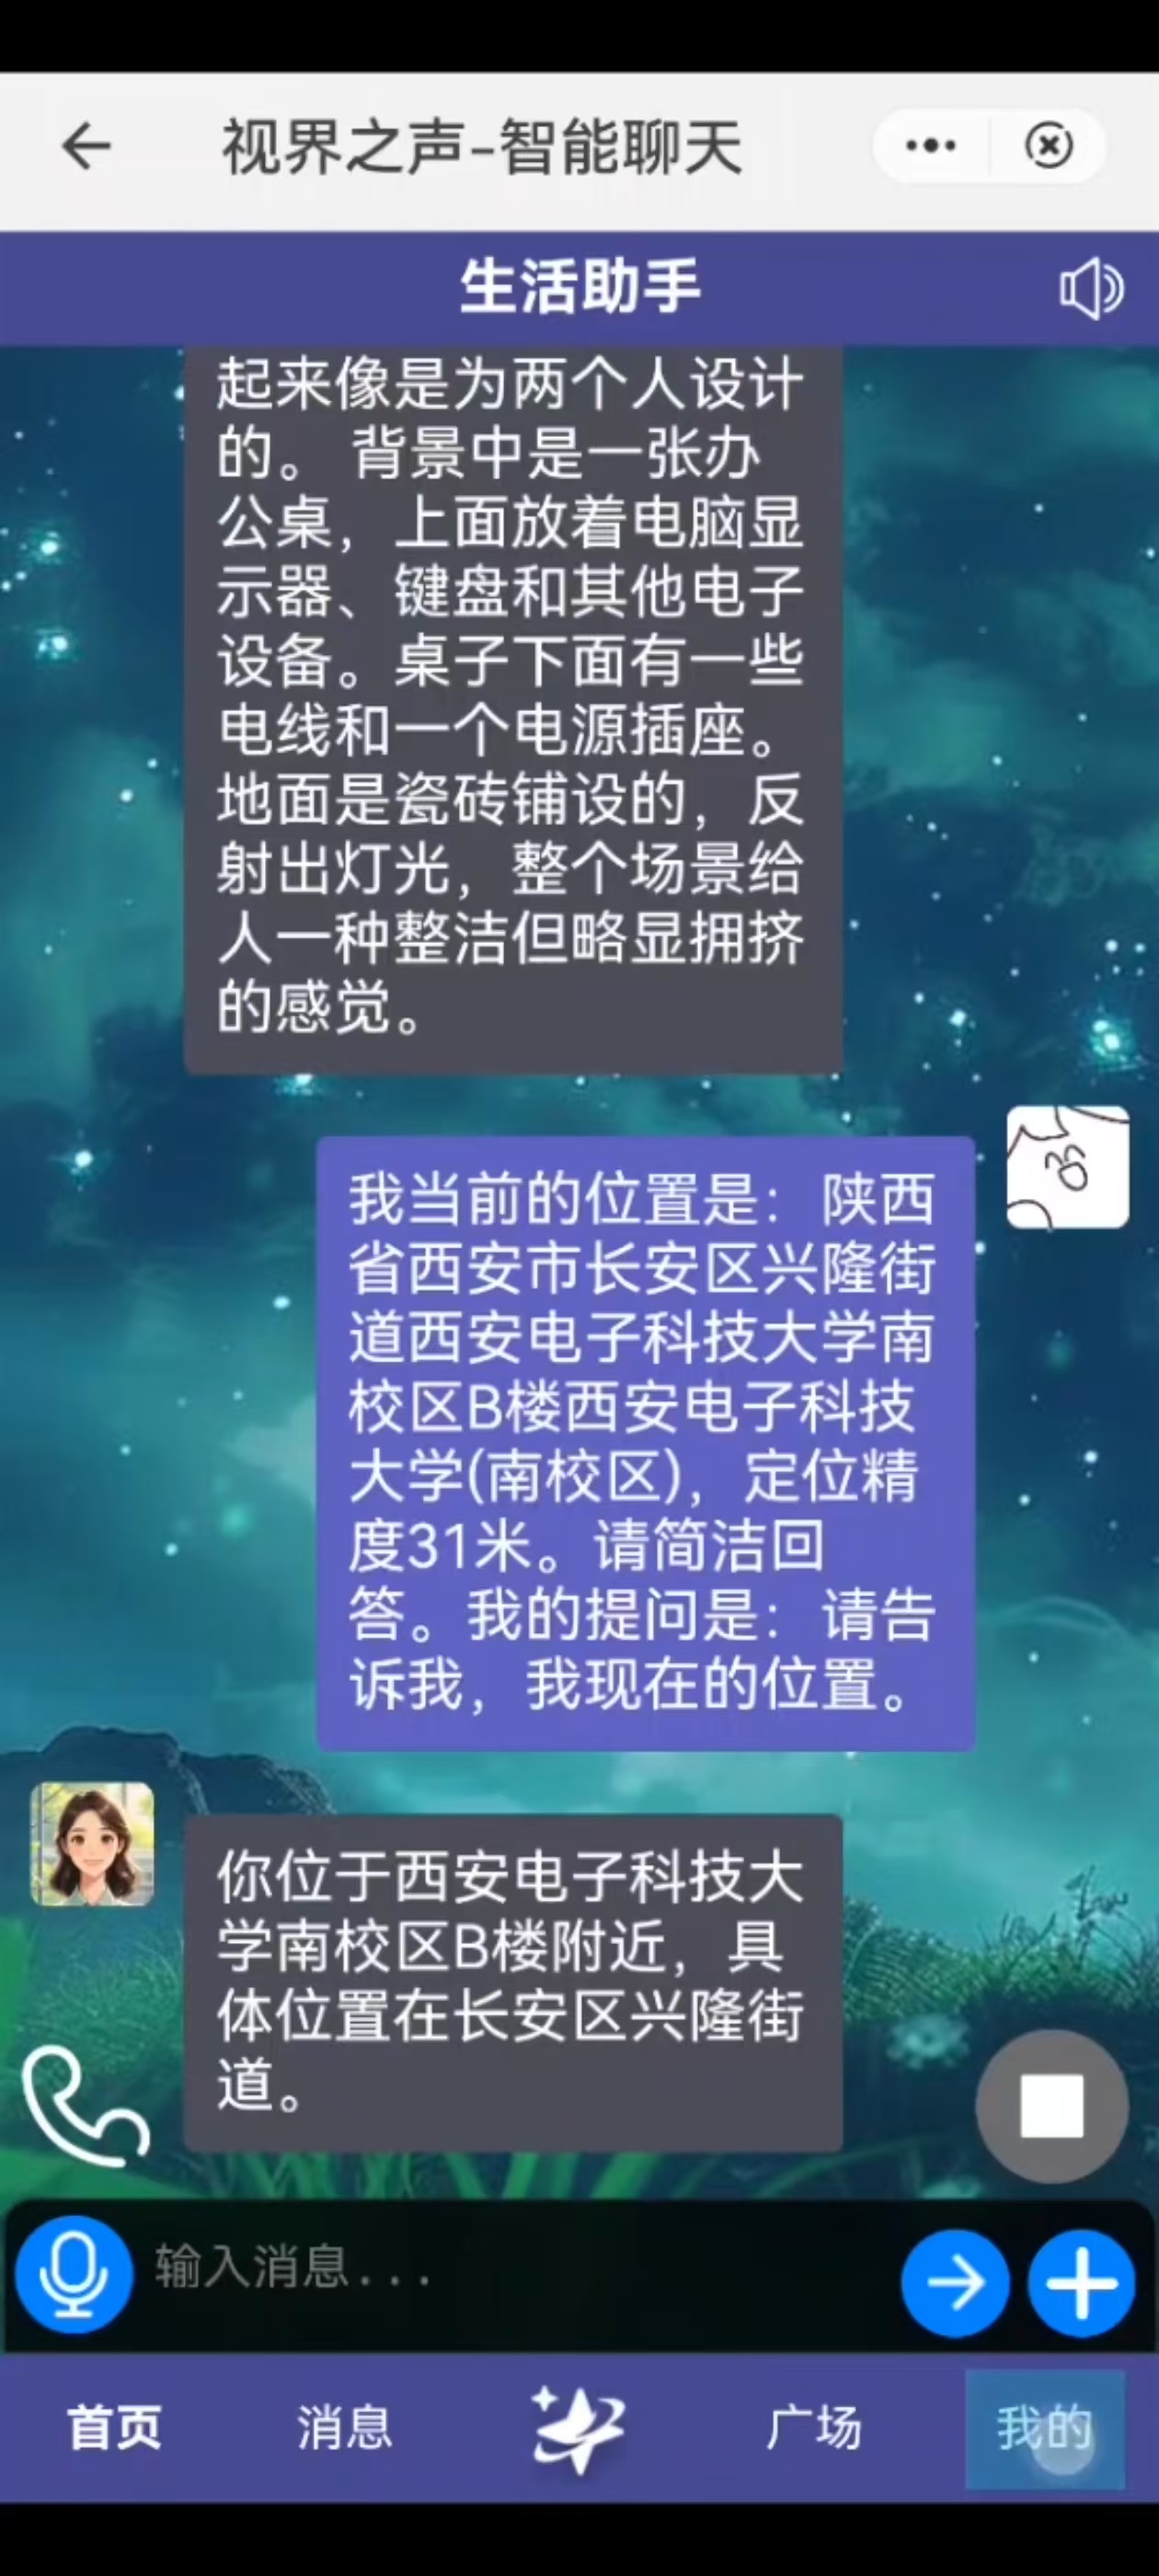 视界之声-智能聊天
生活助手
起来像是为两个人设计
的。 背景中是一张办
公桌，上面放着电脑显
示器、键盘和其他电子
设备。桌子下面有一些
电线和一个电源插座。
地面是瓷砖铺设的，反
射出灯光，整个场景给
人一种整洁但略显拥挤
的感觉。
我当前的位置是：陕西
省西安市长安区兴隆街
道西安电子科技大学南
校区B楼西安电子科技
大学(南校区)，定位精
度31米。请简洁回
答。我的提问是：请告
诉我，我现在的位置。
你位于西安电子科技大
学南校区B楼附近，具
体位置在长安区兴隆街
道。
输入消息...
首页 消息 广场 我的